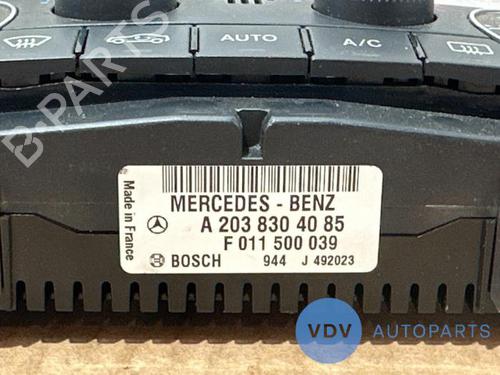 AUTO
A/C
MERCEDES - BENZ
A 203 830 40 85
F 011 500 039
BOSCH 944 J 492023
Made in France
B-PARTS
VDV AUTOPARTS